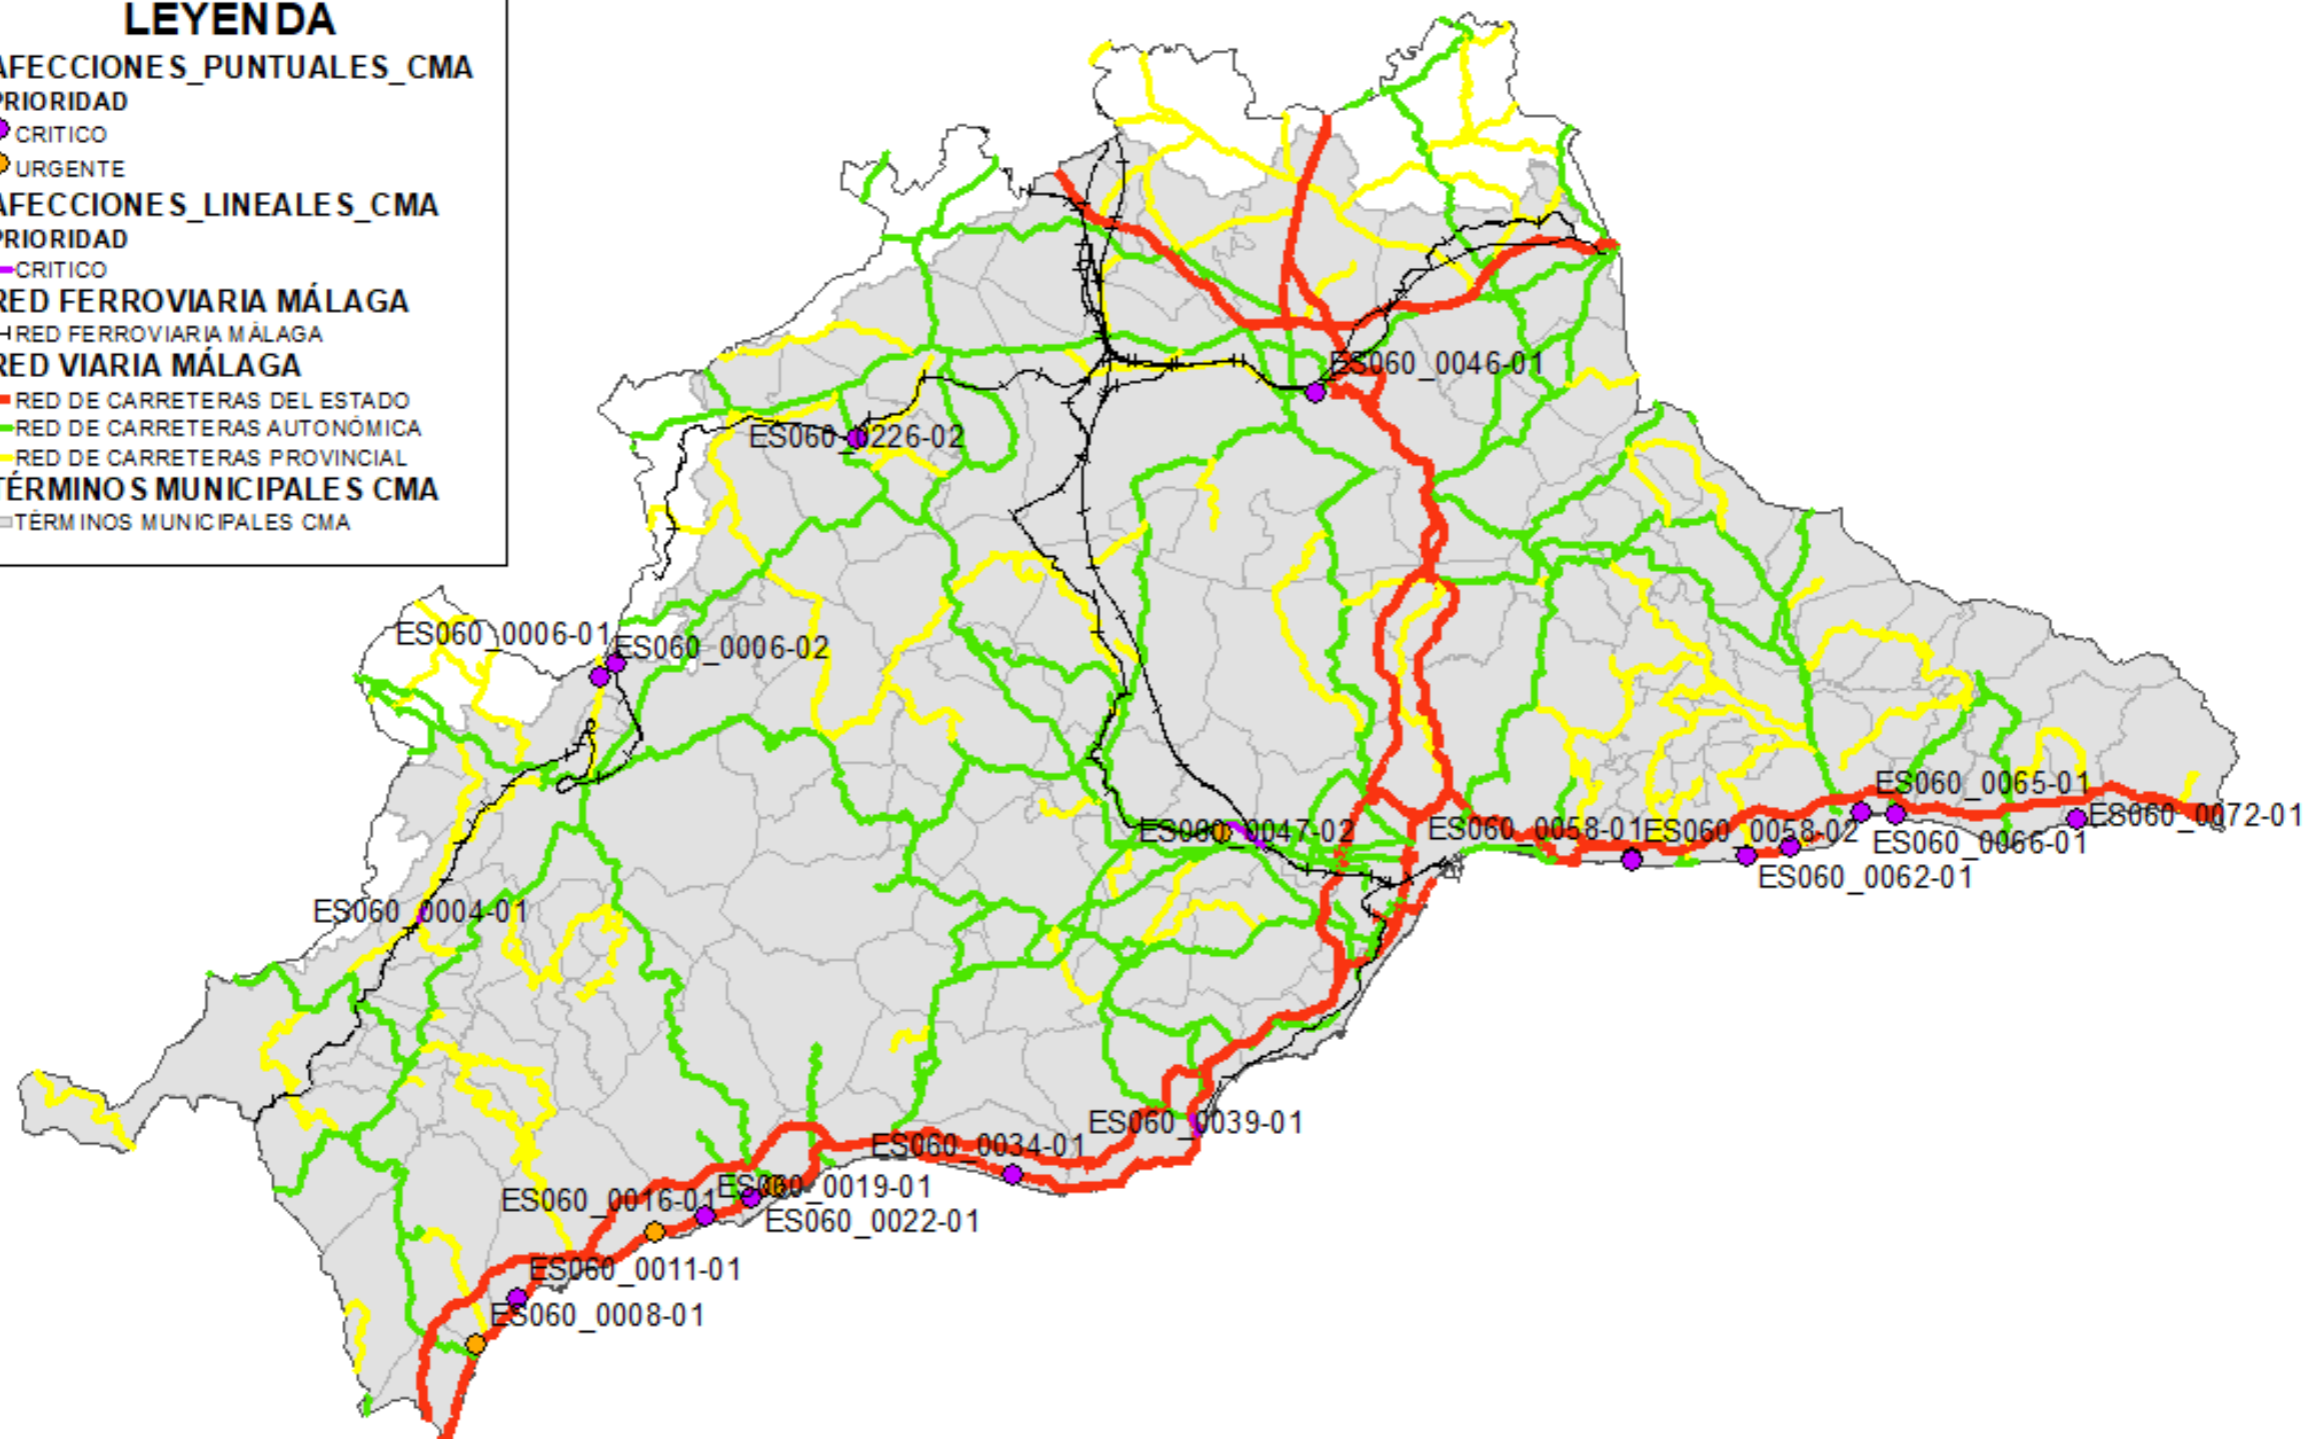 LEYENDA
AFECCIONES_PUNTUALES_CMA
PRIORIDAD
CRITICO
URGENTE
AFECCIONES_LINEALES_CMA
PRIORIDAD
CRITICO
RED FERROVIARIA MÁLAGA
RED FERROVIARIA MÁLAGA
RED VIARIA MÁLAGA
RED DE CARRETERAS DEL ESTADO
RED DE CARRETERAS AUTONÓMICA
RED DE CARRETERAS PROVINCIAL
TÉRMINOS MUNICIPALES CMA
TÉRMINOS MUNICIPALES CMA
ES060_0046-01
ES060_0226-02
ES060_0006-01
ES060_0006-02
ES060_0065-01
ES060_0072-01
ES060_0047-02
ES060_0058-01
ES060_0058-02
ES060_0066-01
ES060_0062-01
ES060_0004-01
ES060_0039-01
ES060_0034-01
ES060_0019-01
ES060_0016-01
ES060_0022-01
ES060_0011-01
ES060_0008-01